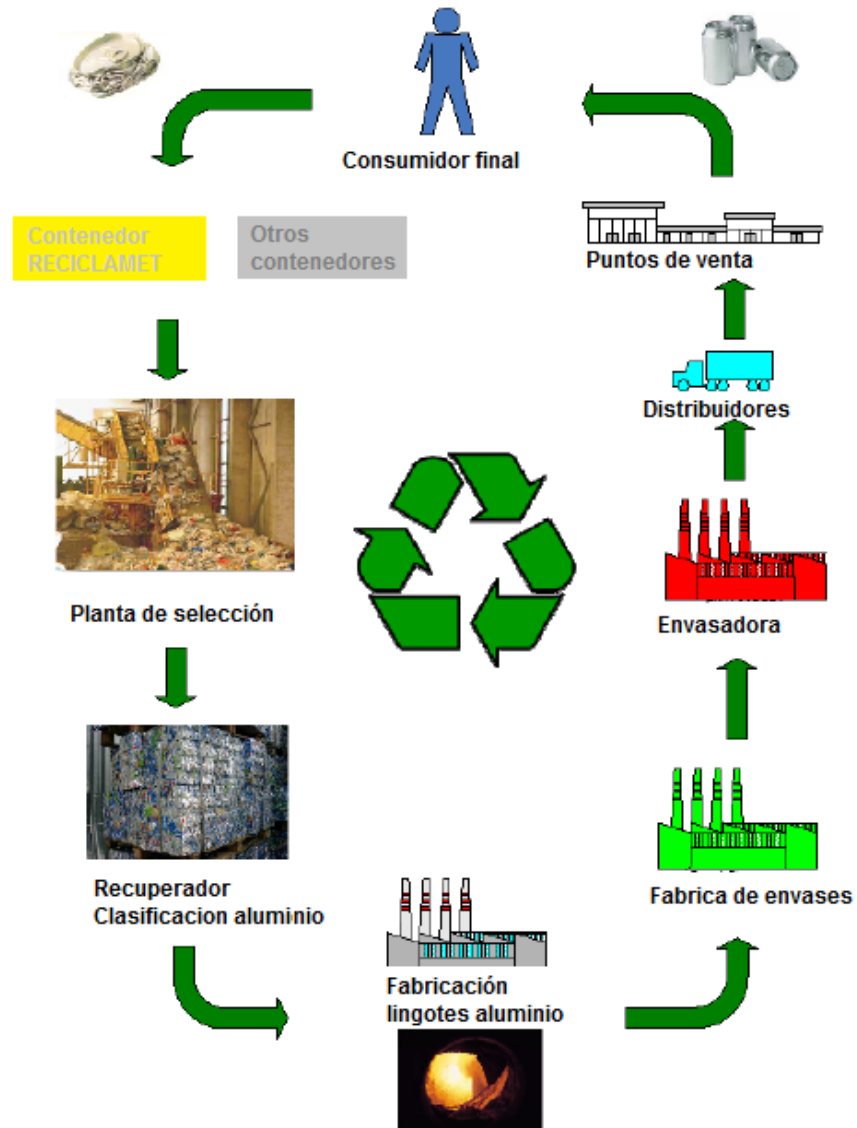 Consumidor final
Contenedor
RECICLAMET
Otros
contenedores
Puntos de venta
Distribuidores
Planta de selección
Envasadora
Recuperador
Clasificacion aluminio
Fabrica de envases
Fabricación
lingotes aluminio